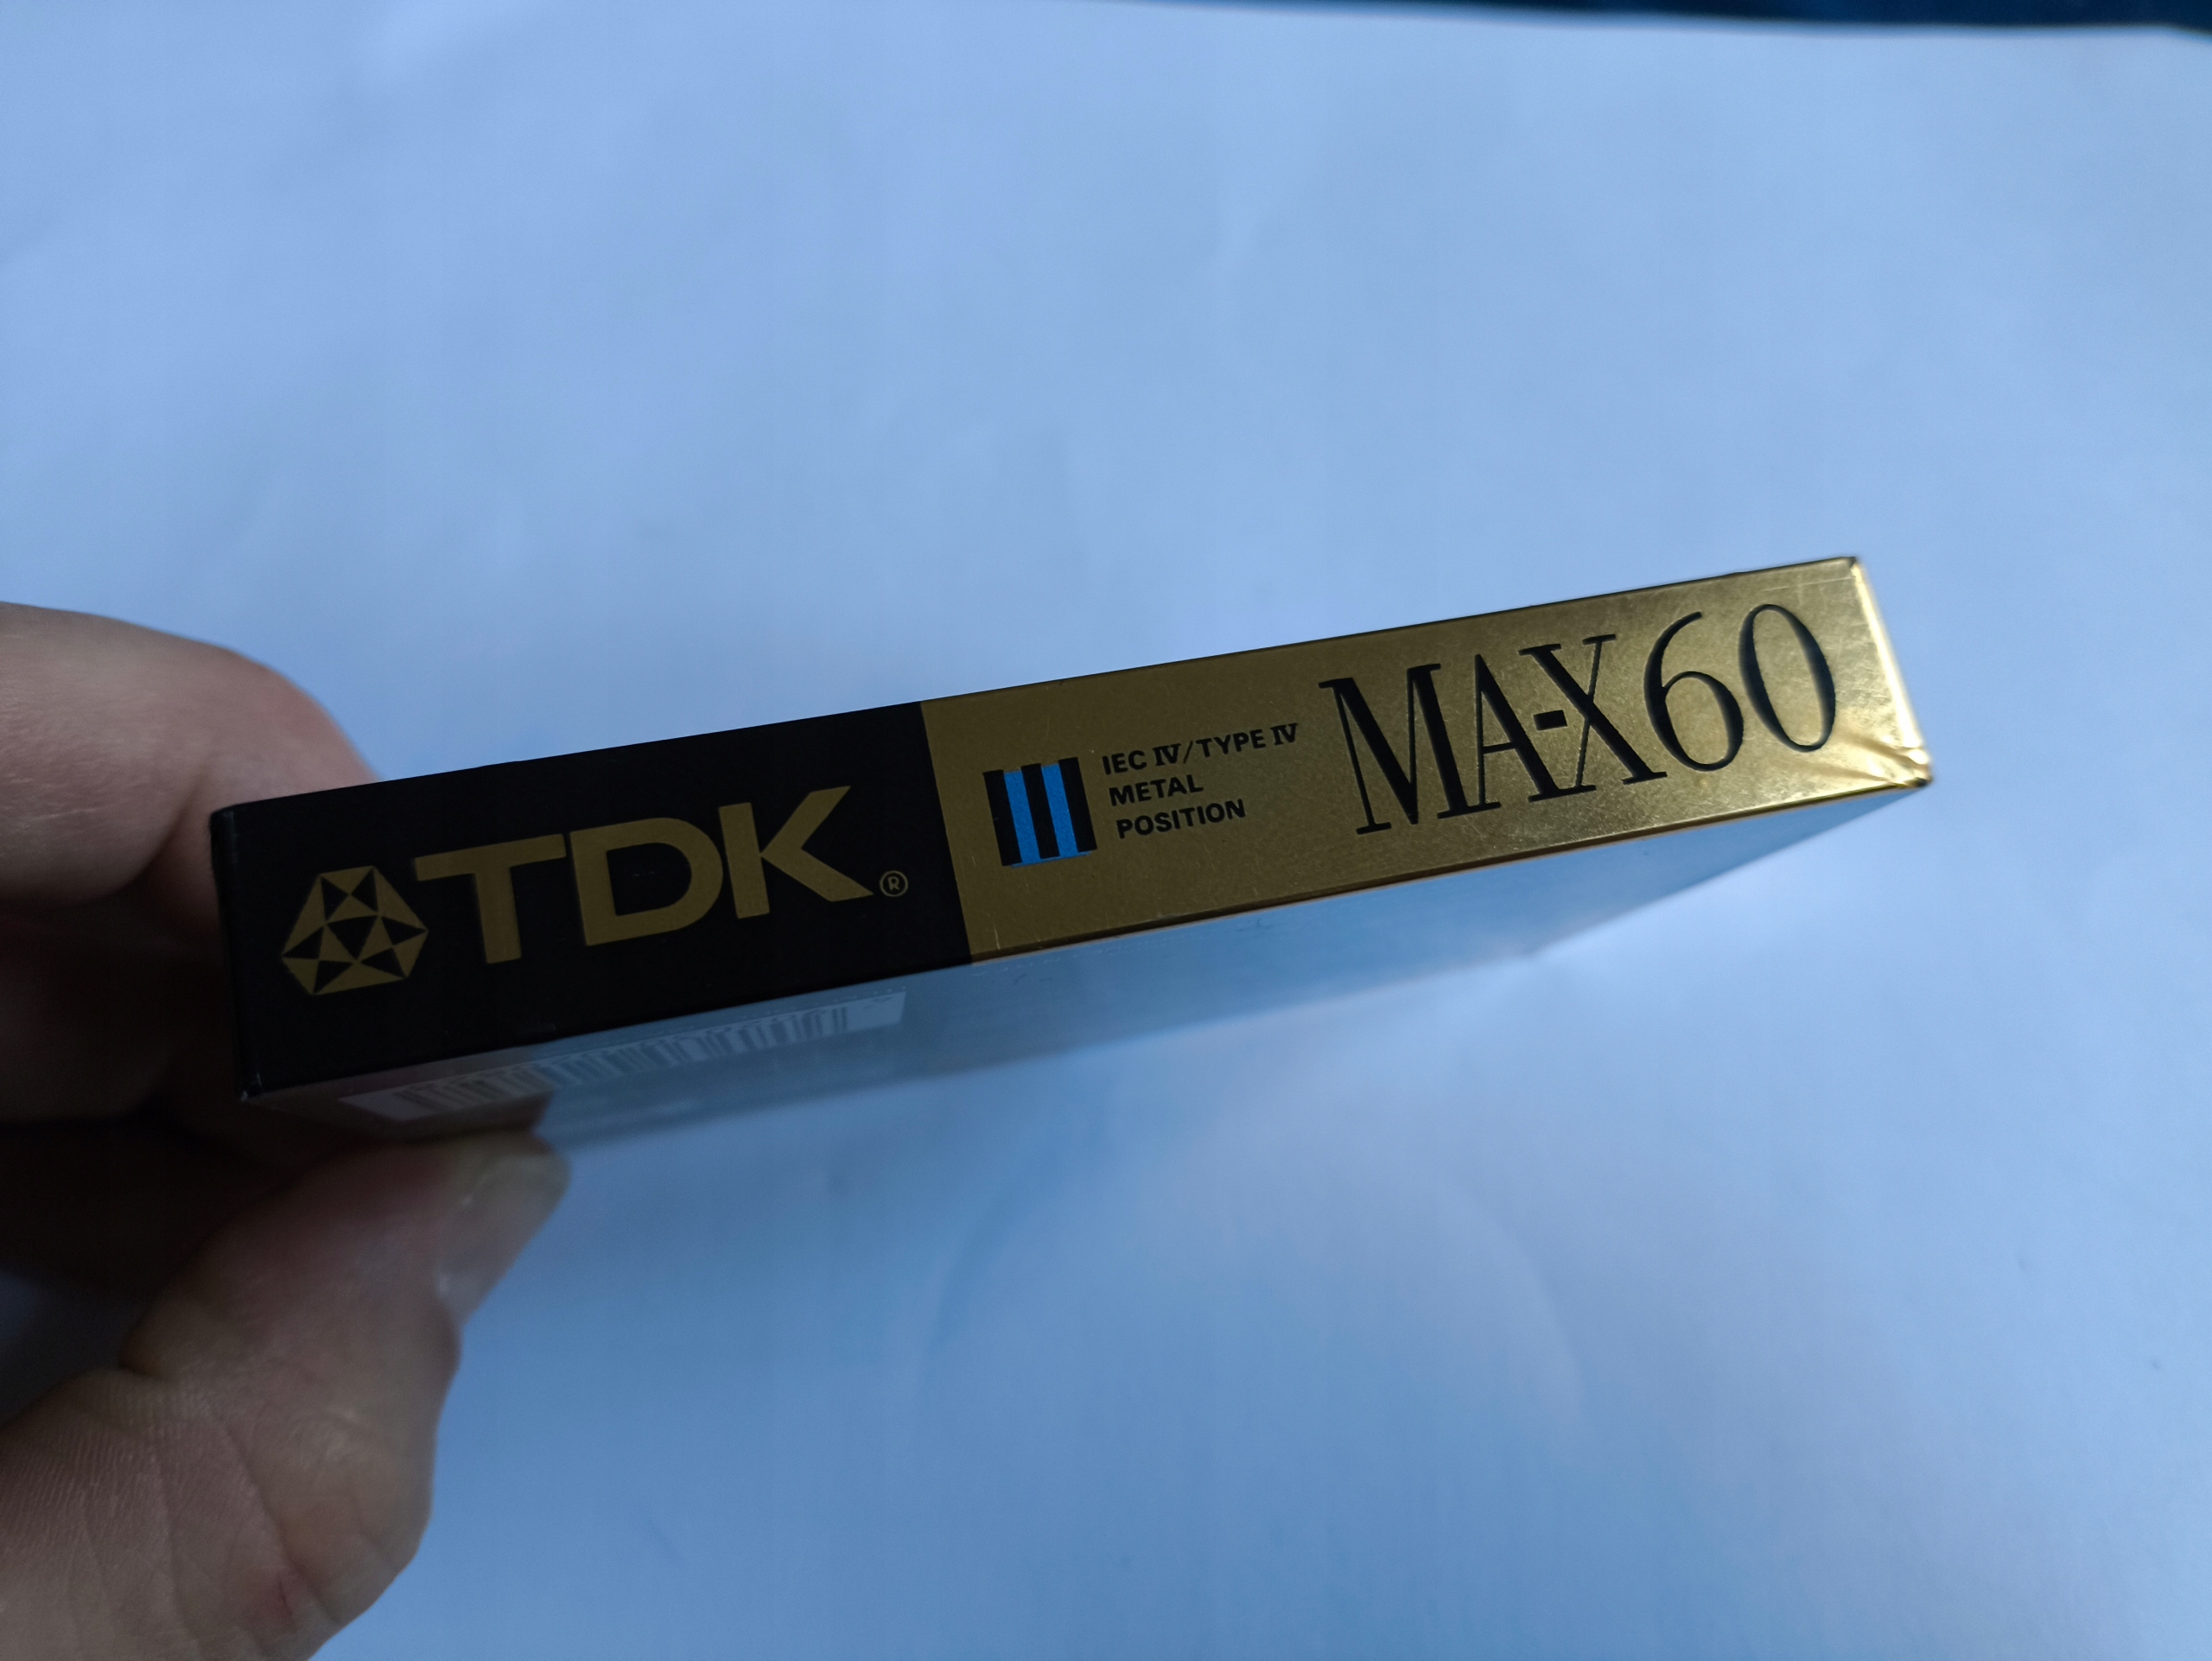 TDK®
IEC IV/TYPE IV
METAL
POSITION
MA-X60